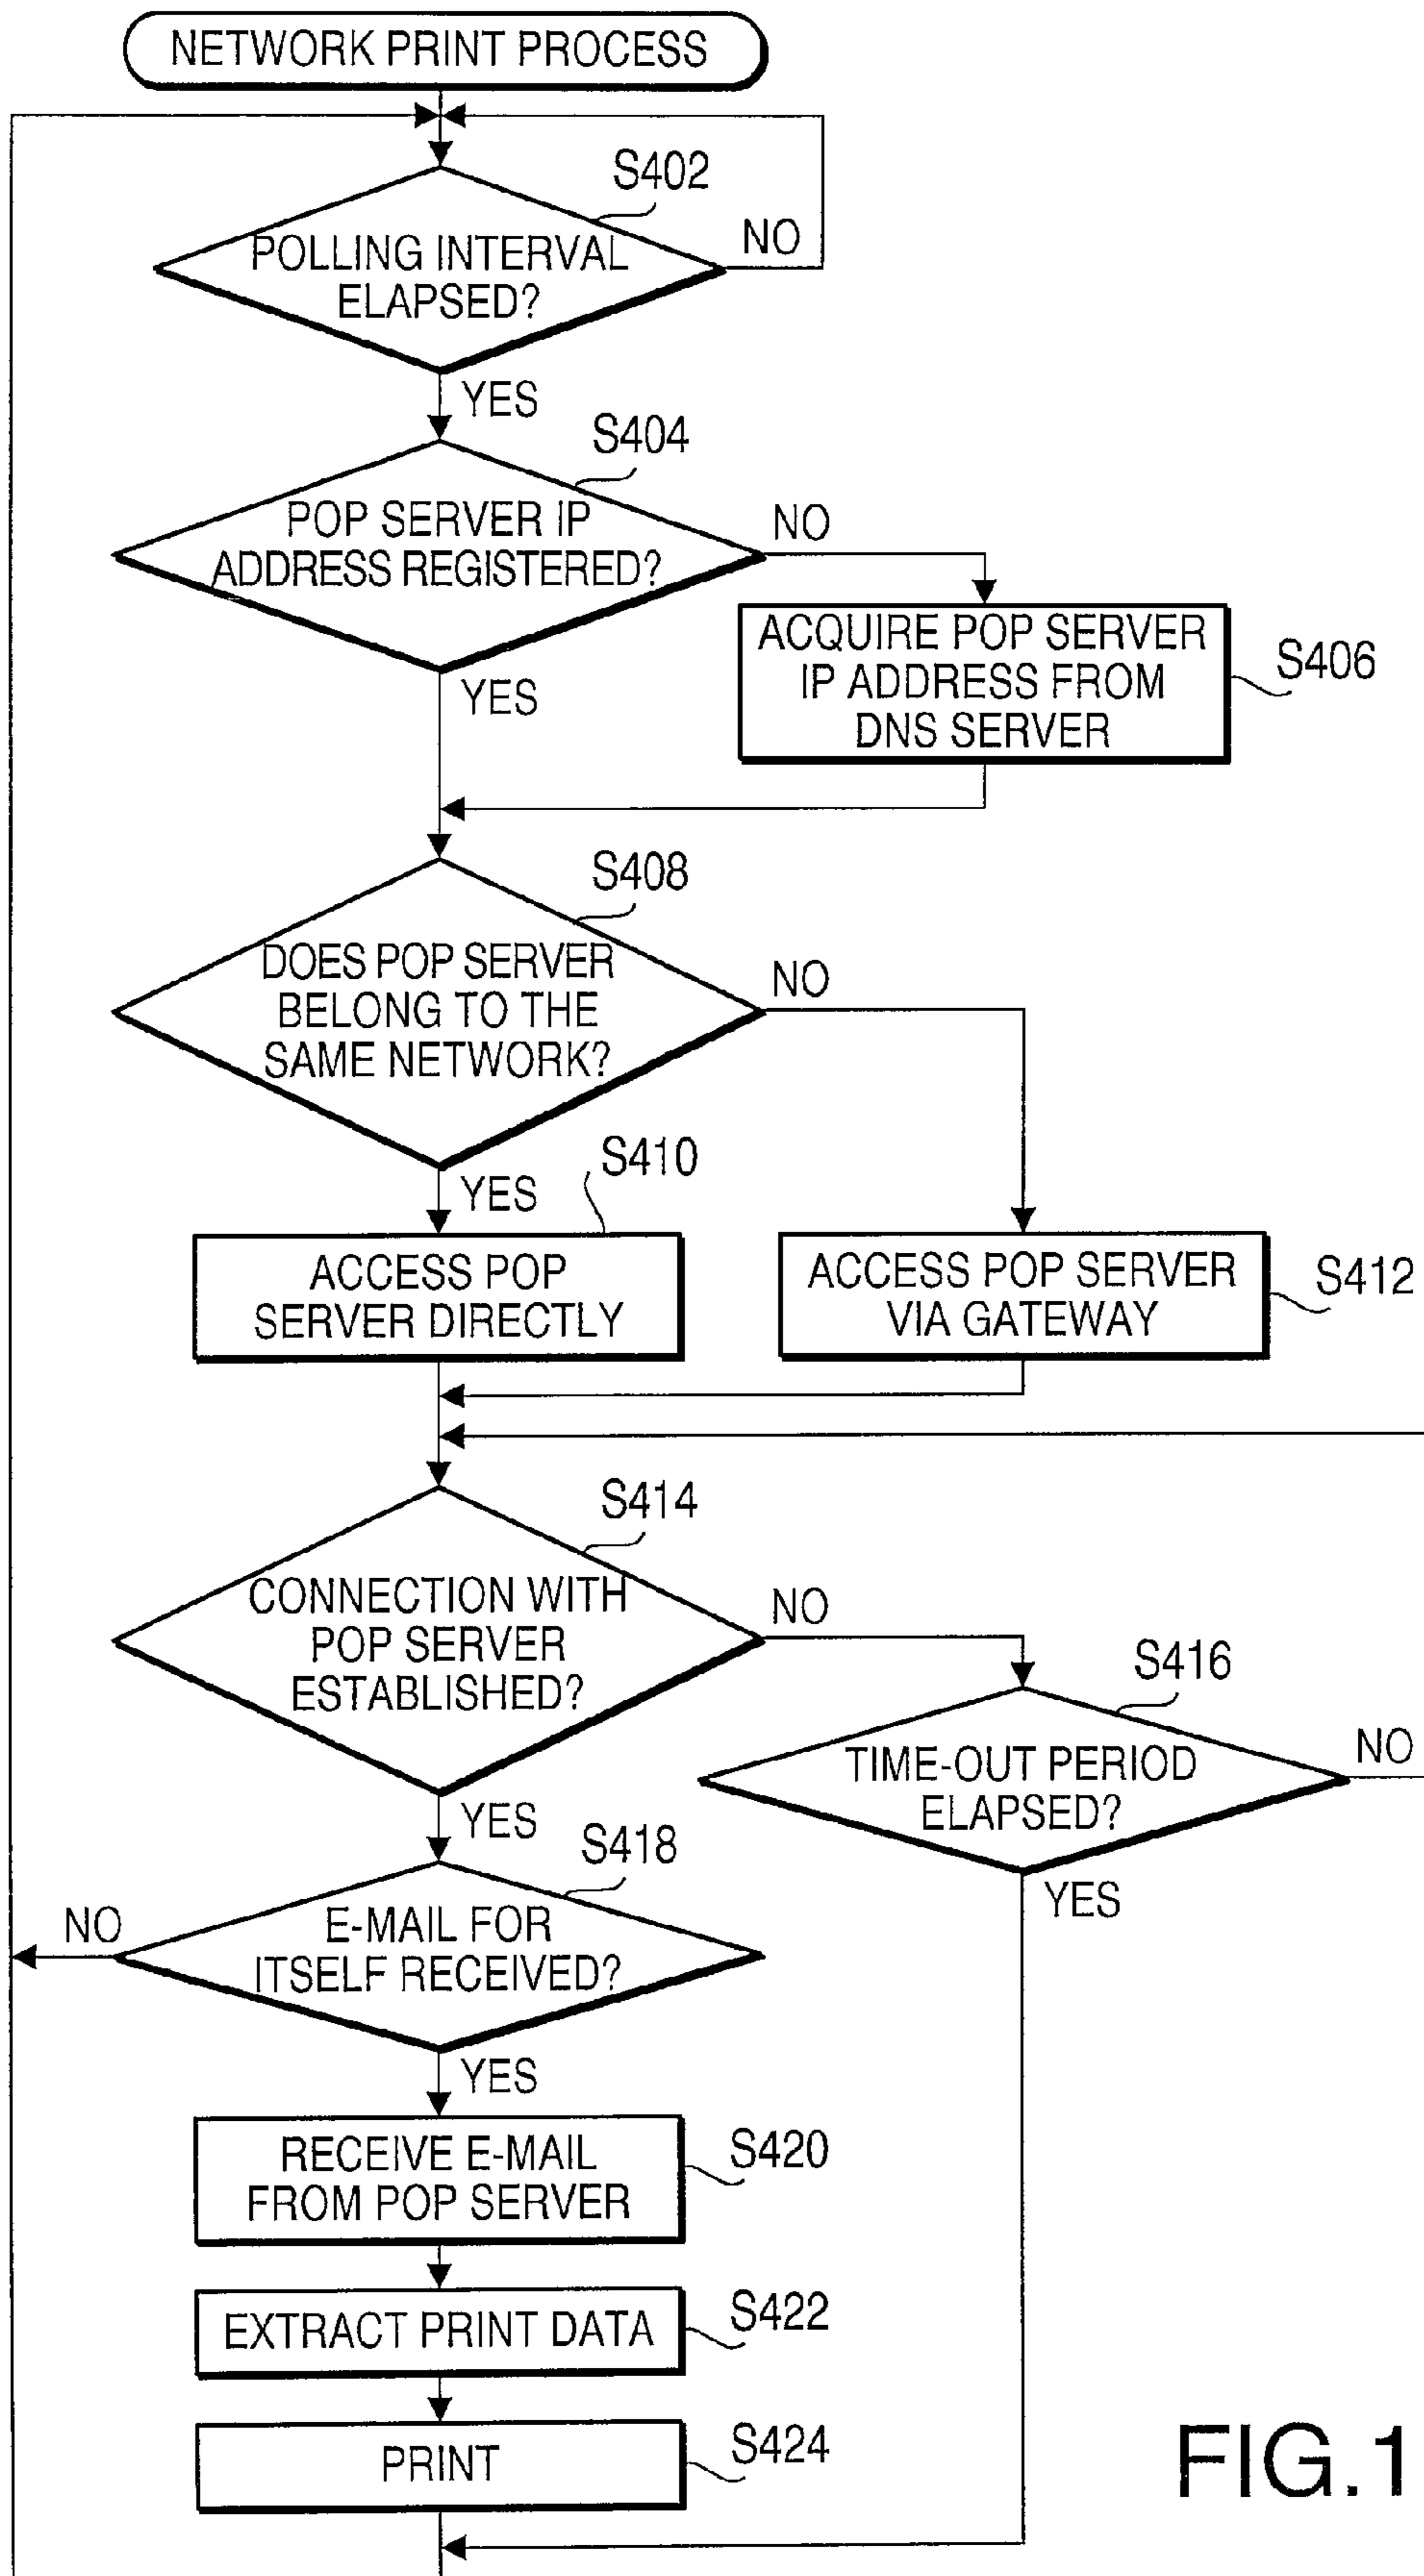 NETWORK PRINT PROCESS
S402
POLLING INTERVAL
ELAPSED?
NO
YES
S404
POP SERVER IP
ADDRESS REGISTERED?
NO
YES
ACQUIRE POP SERVER
IP ADDRESS FROM
DNS SERVER
S406
S408
DOES POP SERVER
BELONG TO THE
SAME NETWORK?
NO
YES
S410
ACCESS POP
SERVER DIRECTLY
ACCESS POP SERVER
VIA GATEWAY
S412
S414
CONNECTION WITH
POP SERVER
ESTABLISHED?
NO
YES
S416
TIME-OUT PERIOD
ELAPSED?
NO
YES
S418
E-MAIL FOR
ITSELF RECEIVED?
NO
YES
RECEIVE E-MAIL
FROM POP SERVER
S420
EXTRACT PRINT DATA
S422
PRINT
S424
FIG.1